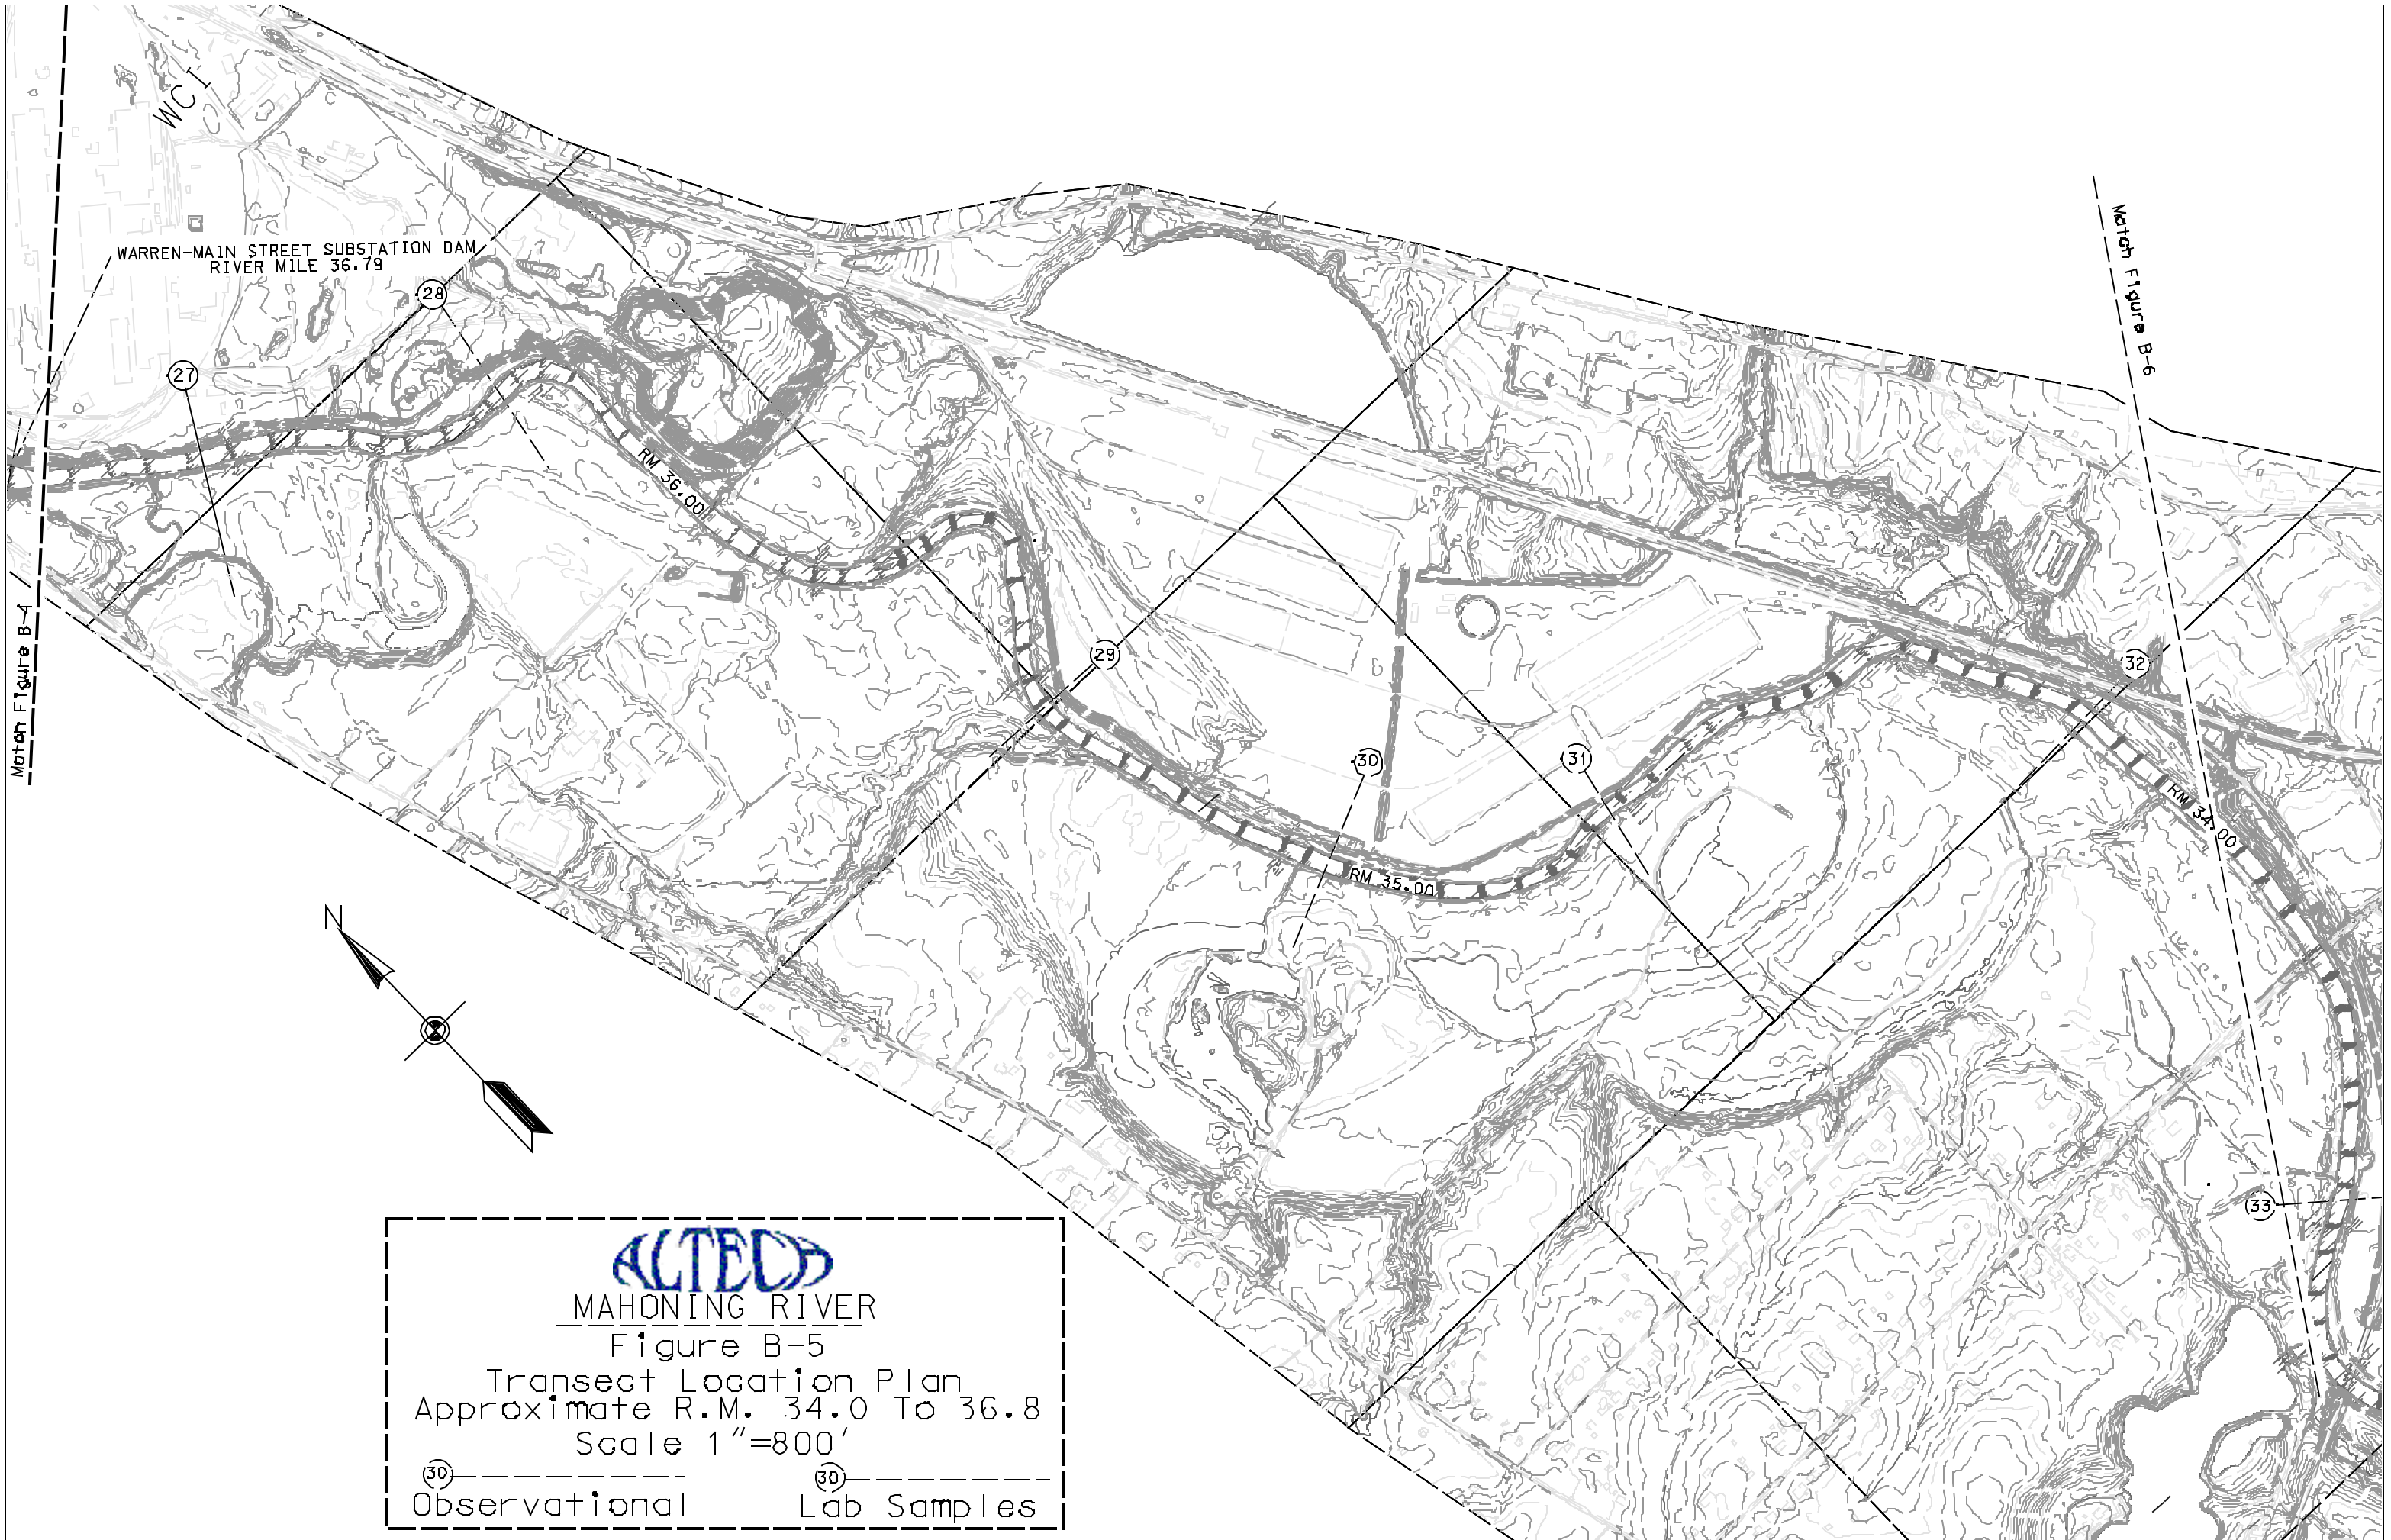 WCI
WARREN-MAIN STREET SUBSTATION DAM
RIVER MILE 36.79
28
27
Match Figure B-4
RM 36.00
Match Figure B-6
29
30
31
32
RM 35.00
RM 34.00
33
N
ALTECH
MAHONING RIVER
Figure B-5
Transect Location Plan
Approximate R.M. 34.0 To 36.8
Scale 1"=800'
30
Observational
30
Lab Samples